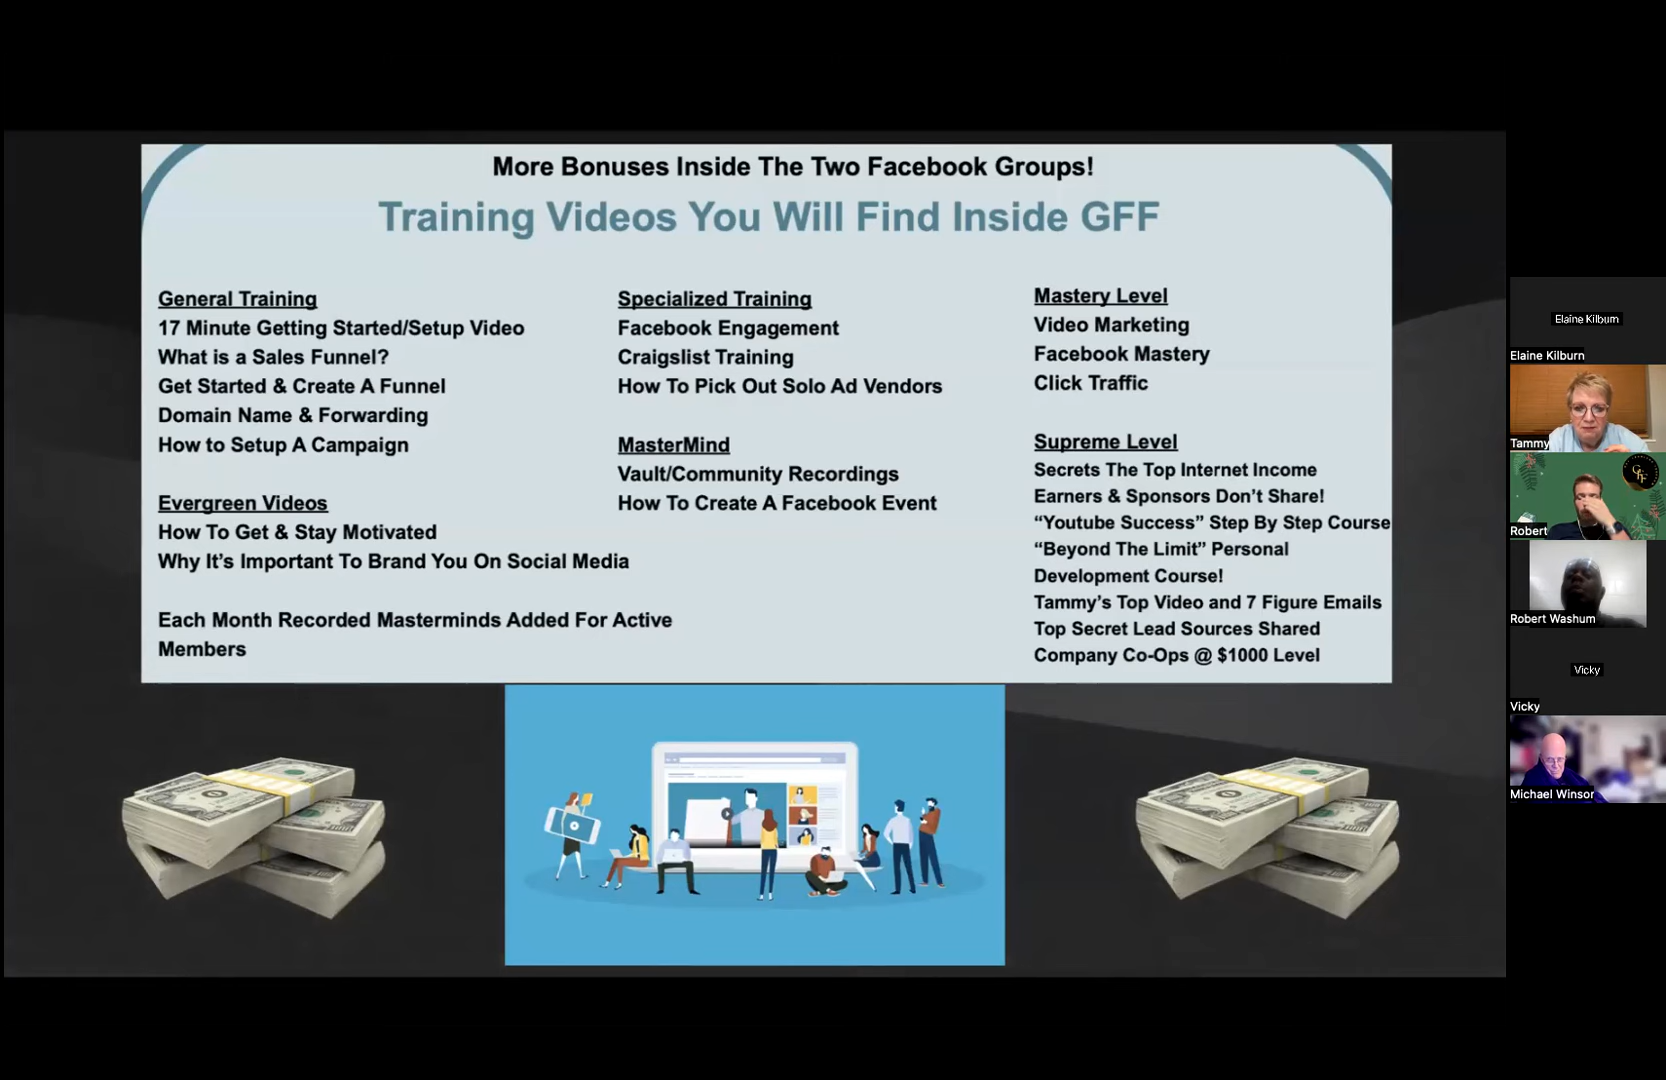 More Bonuses Inside The Two Facebook Groups!
Training Videos You Will Find Inside GFF
General Training
17 Minute Getting Started/Setup Video
What is a Sales Funnel?
Get Started & Create A Funnel
Domain Name & Forwarding
How to Setup A Campaign
Evergreen Videos
How To Get & Stay Motivated
Why It's Important To Brand You On Social Media
Each Month Recorded Masterminds Added For Active
Members
Specialized Training
Facebook Engagement
Craigslist Training
How To Pick Out Solo Ad Vendors
MasterMind
Vault/Community Recordings
How To Create A Facebook Event
Mastery Level
Video Marketing
Facebook Mastery
Click Traffic
Supreme Level
Secrets The Top Internet Income
Earners & Sponsors Don't Share!
“Youtube Success” Step By Step Course
“Beyond The Limit” Personal
Development Course!
Tammy's Top Video and 7 Figure Emails
Top Secret Lead Sources Shared
Company Co-Ops @ $1000 Level
Elaine Kilburn
Elaine Kilburn
Tammy
GFF
Robert
Robert Washum
Vicky
Vicky
Michael Winsor